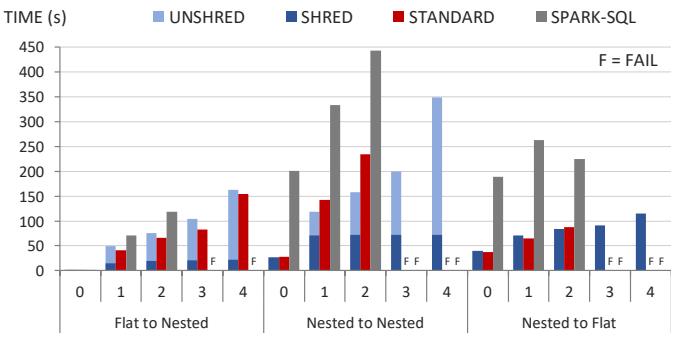 TIME (s) UNSHRED SHRED STANDARD SPARK-SQL
F = FAIL
450
400
350
300
250
200
150
100
50
0
F F F F F F F F F F
0 1 2 3 4 0 1 2 3 4 0 1 2 3 4
Flat to Nested Nested to Nested Nested to Flat